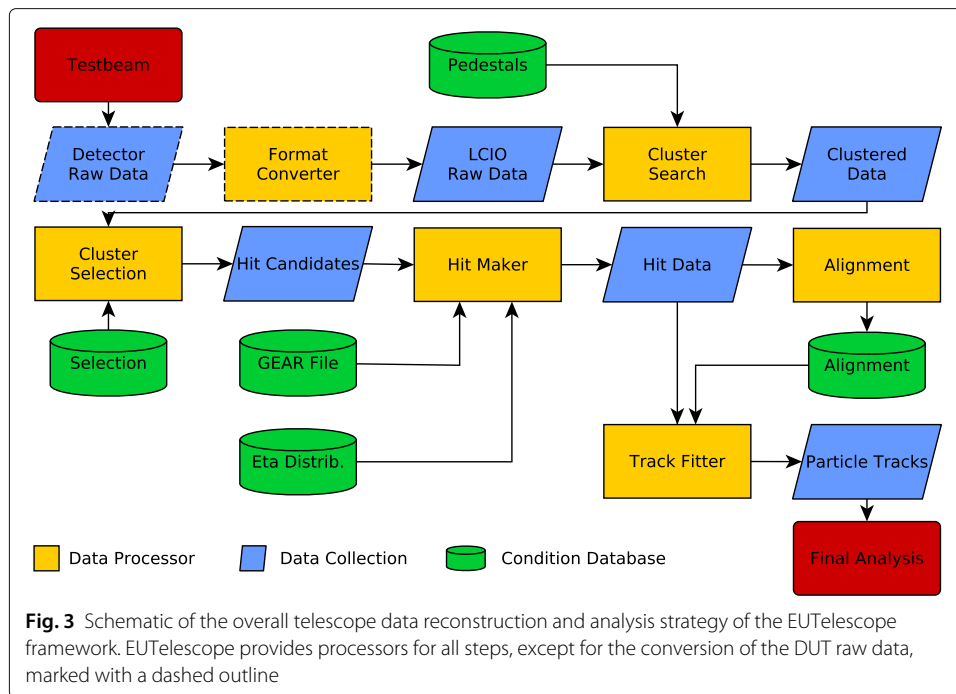 Testbeam
Pedestals
Detector
Raw Data
Format
Converter
LCIO
Raw Data
Cluster
Search
Clustered
Data
Cluster
Selection
Hit Candidates
Hit Maker
Hit Data
Alignment
Selection
GEAR File
Alignment
Eta Distrib.
Track Fitter
Particle Tracks
Data Processor
Data Collection
Condition Database
Final Analysis
Fig. 3 Schematic of the overall telescope data reconstruction and analysis strategy of the EUTelescope
framework. EUTelescope provides processors for all steps, except for the conversion of the DUT raw data,
marked with a dashed outline